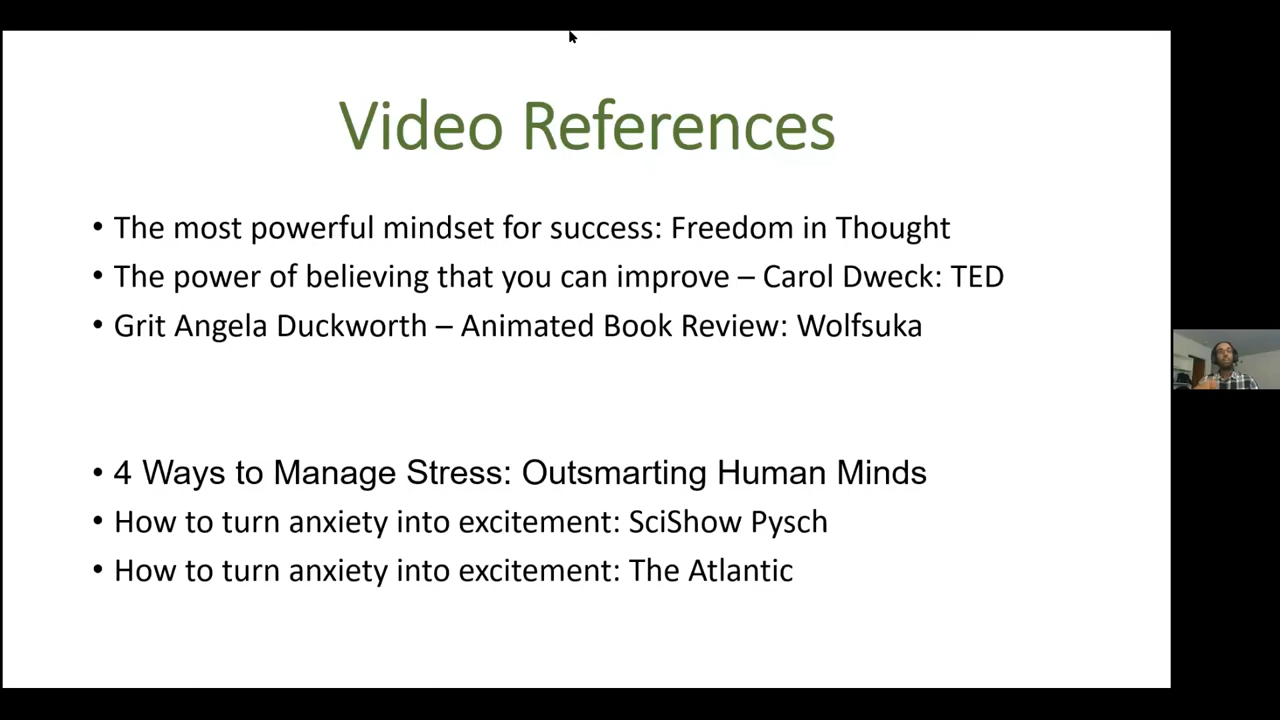 Video References
• The most powerful mindset for success: Freedom in Thought
• The power of believing that you can improve – Carol Dweck: TED
• Grit Angela Duckworth – Animated Book Review: Wolfsuka
• 4 Ways to Manage Stress: Outsmarting Human Minds
• How to turn anxiety into excitement: SciShow Pysch
• How to turn anxiety into excitement: The Atlantic